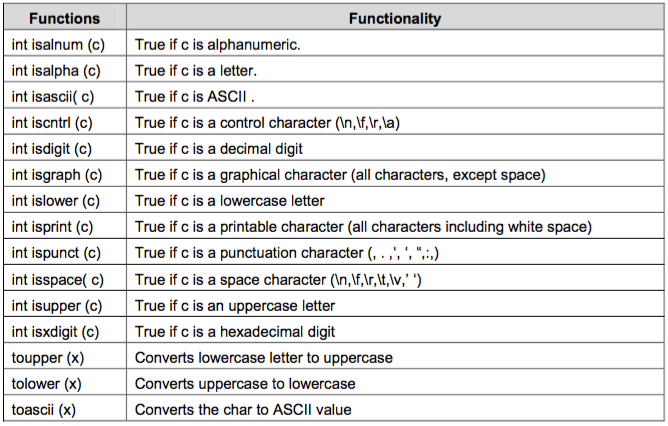 Functions Functionality
int isalnum (c) True if c is alphanumeric.
int isalpha (c) True if c is a letter.
int isascii( c) True if c is ASCII .
int iscntrl (c) True if c is a control character (\n,\f,\r,\a)
int isdigit (c) True if c is a decimal digit
int isgraph (c) True if c is a graphical character (all characters, except space)
int islower (c) True if c is a lowercase letter
int isprint (c) True if c is a printable character (all characters including white space)
int ispunct (c) True if c is a punctuation character (, . ,‘, ‘, “,:,)
int isspace( c) True if c is a space character (\n,\f,\r,\t,\v,’ ‘)
int isupper (c) True if c is an uppercase letter
int isxdigit (c) True if c is a hexadecimal digit
toupper (x) Converts lowercase letter to uppercase
tolower (x) Converts uppercase to lowercase
toascii (x) Converts the char to ASCII value